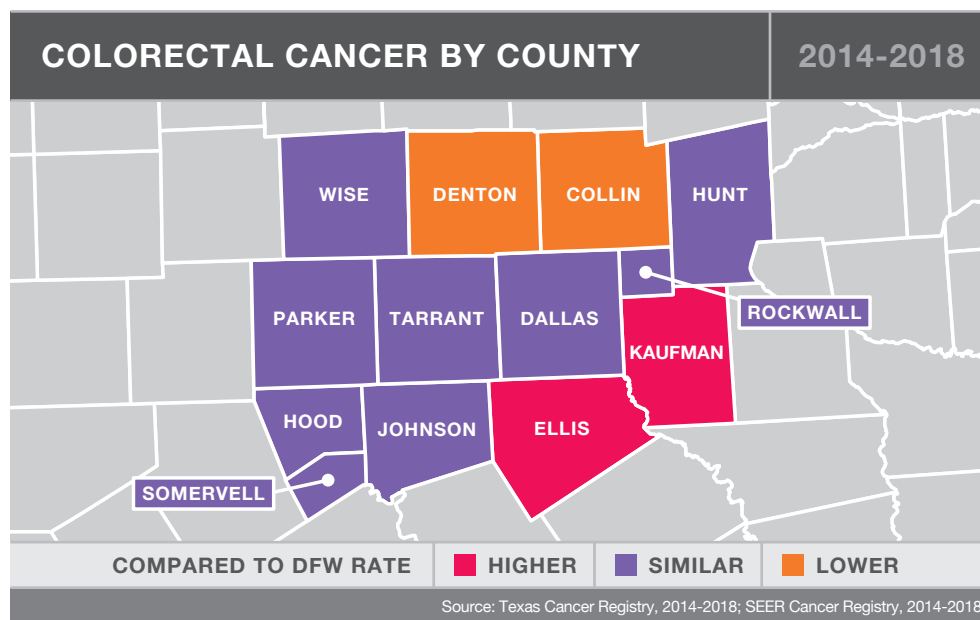 COLORECTAL CANCER BY COUNTY
2014-2018
WISE
DENTON
COLLIN
HUNT
PARKER
TARRANT
DALLAS
ROCKWALL
KAUFMAN
HOOD
JOHNSON
ELLIS
SOMERVELL
COMPARED TO DFW RATE
HIGHER
SIMILAR
LOWER
Source: Texas Cancer Registry, 2014-2018; SEER Cancer Registry, 2014-2018